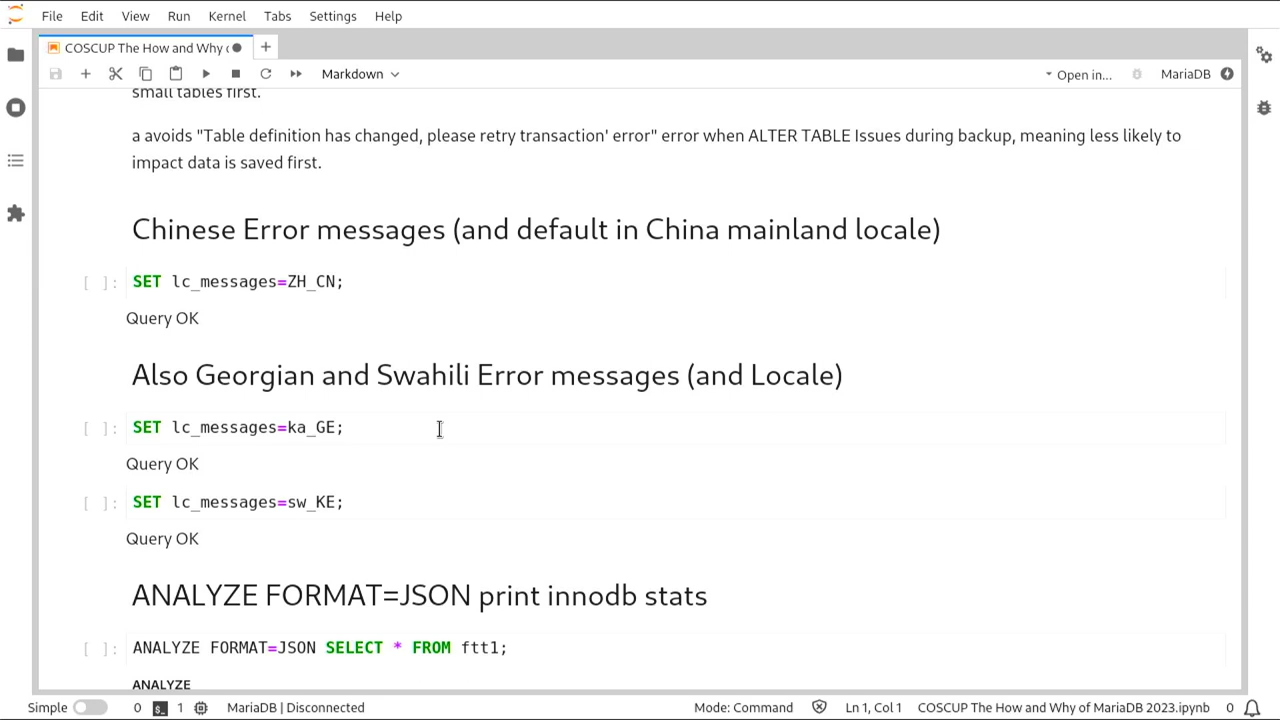 File Edit View Run Kernel Tabs Settings Help
COSCUP The How and Why
Markdown
Open in... MariaDB
small tables first.
a avoids "Table definition has changed, please retry transaction' error" error when ALTER TABLE Issues during backup, meaning less likely to
impact data is saved first.
Chinese Error messages (and default in China mainland locale)
[ ]: SET lc_messages=ZH_CN;
Query OK
Also Georgian and Swahili Error messages (and Locale)
[ ]: SET lc_messages=ka_GE;
Query OK
[ ]: SET lc_messages=sw_KE;
Query OK
ANALYZE FORMAT=JSON print innodb stats
[ ]: ANALYZE FORMAT=JSON SELECT * FROM ftt1;
ANALYZE
Simple 0 $_ 1 MariaDB | Disconnected Mode: Command Ln 1, Col 1 COSCUP The How and Why of MariaDB 2023.ipynb 0